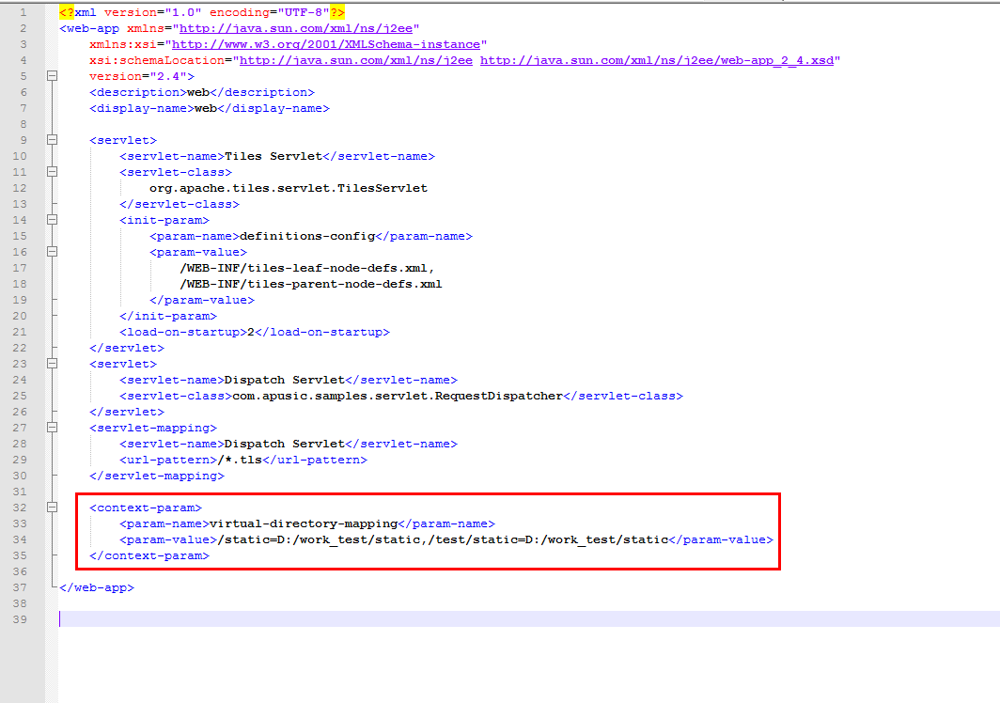 1 <?xml version="1.0" encoding="UTF-8"?>
2 <web-app xmlns="http://java.sun.com/xml/ns/j2ee"
3 xmlns:xsi="http://www.w3.org/2001/XMLSchema-instance"
4 xsi:schemaLocation="http://java.sun.com/xml/ns/j2ee http://java.sun.com/xml/ns/j2ee/web-app_2_4.xsd"
5 version="2.4">
6 <description>web</description>
7 <display-name>web</display-name>
8
9 <servlet>
10 <servlet-name>Tiles Servlet</servlet-name>
11 <servlet-class>
12 org.apache.tiles.servlet.TilesServlet
13 </servlet-class>
14 <init-param>
15 <param-name>definitions-config</param-name>
16 <param-value>
17 /WEB-INF/tiles-leaf-node-defs.xml,
18 /WEB-INF/tiles-parent-node-defs.xml
19 </param-value>
20 </init-param>
21 <load-on-startup>2</load-on-startup>
22 </servlet>
23 <servlet>
24 <servlet-name>Dispatch Servlet</servlet-name>
25 <servlet-class>com.apusic.samples.servlet.RequestDispatcher</servlet-class>
26 </servlet>
27 <servlet-mapping>
28 <servlet-name>Dispatch Servlet</servlet-name>
29 <url-pattern>/*.tls</url-pattern>
30 </servlet-mapping>
31
32 <context-param>
33 <param-name>virtual-directory-mapping</param-name>
34 <param-value>/static=D:/work_test/static,/test/static=D:/work_test/static</param-value>
35 </context-param>
36
37 </web-app>
38
39